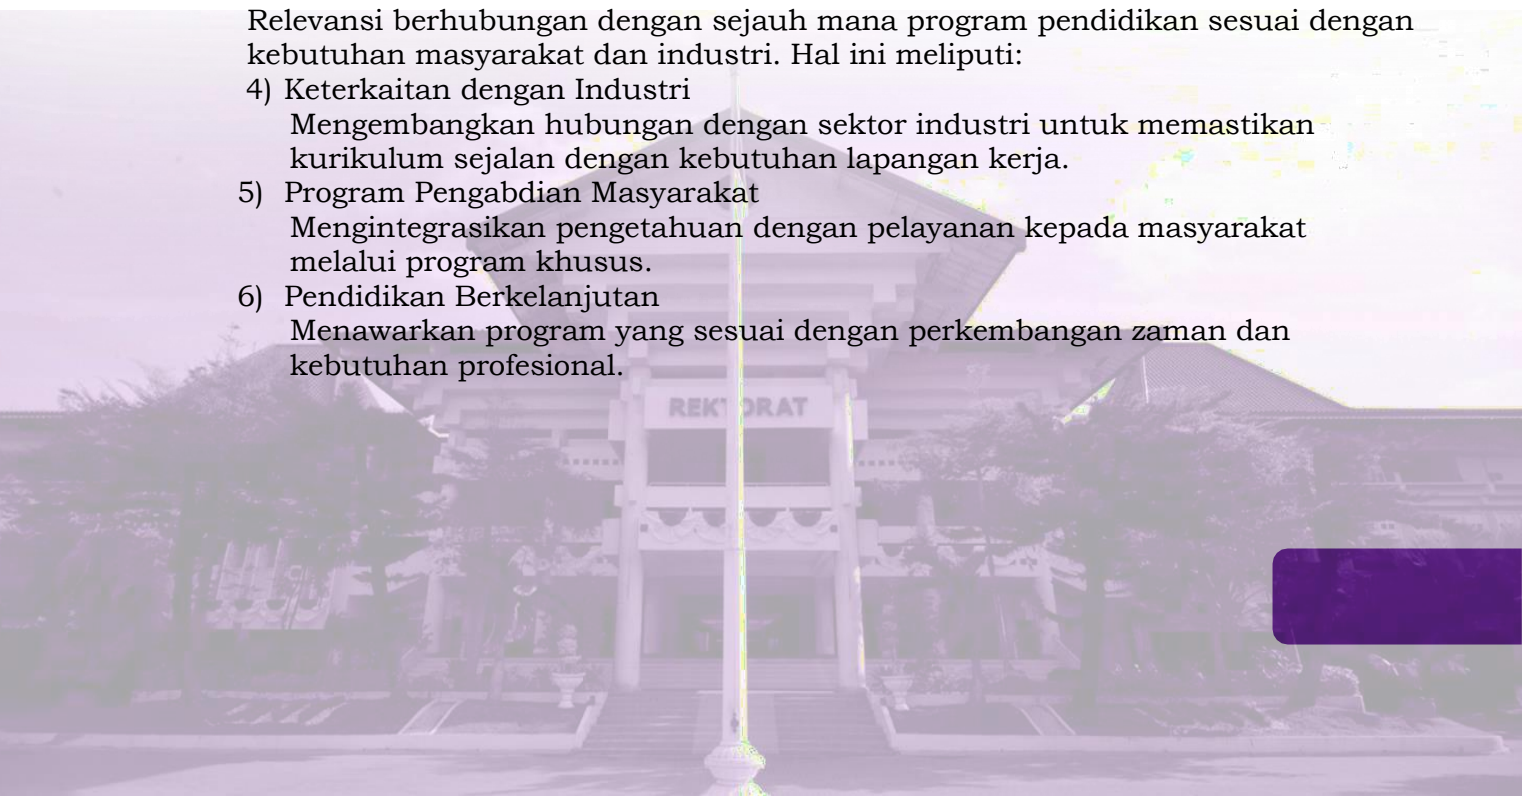 Relevansi berhubungan dengan sejauh mana program pendidikan sesuai dengan
kebutuhan masyarakat dan industri. Hal ini meliputi:
4) Keterkaitan dengan Industri
Mengembangkan hubungan dengan sektor industri untuk memastikan
kurikulum sejalan dengan kebutuhan lapangan kerja.
5) Program Pengabdian Masyarakat
Mengintegrasikan pengetahuan dengan pelayanan kepada masyarakat
melalui program khusus.
6) Pendidikan Berkelanjutan
Menawarkan program yang sesuai dengan perkembangan zaman dan
kebutuhan profesional.
REKTORAT